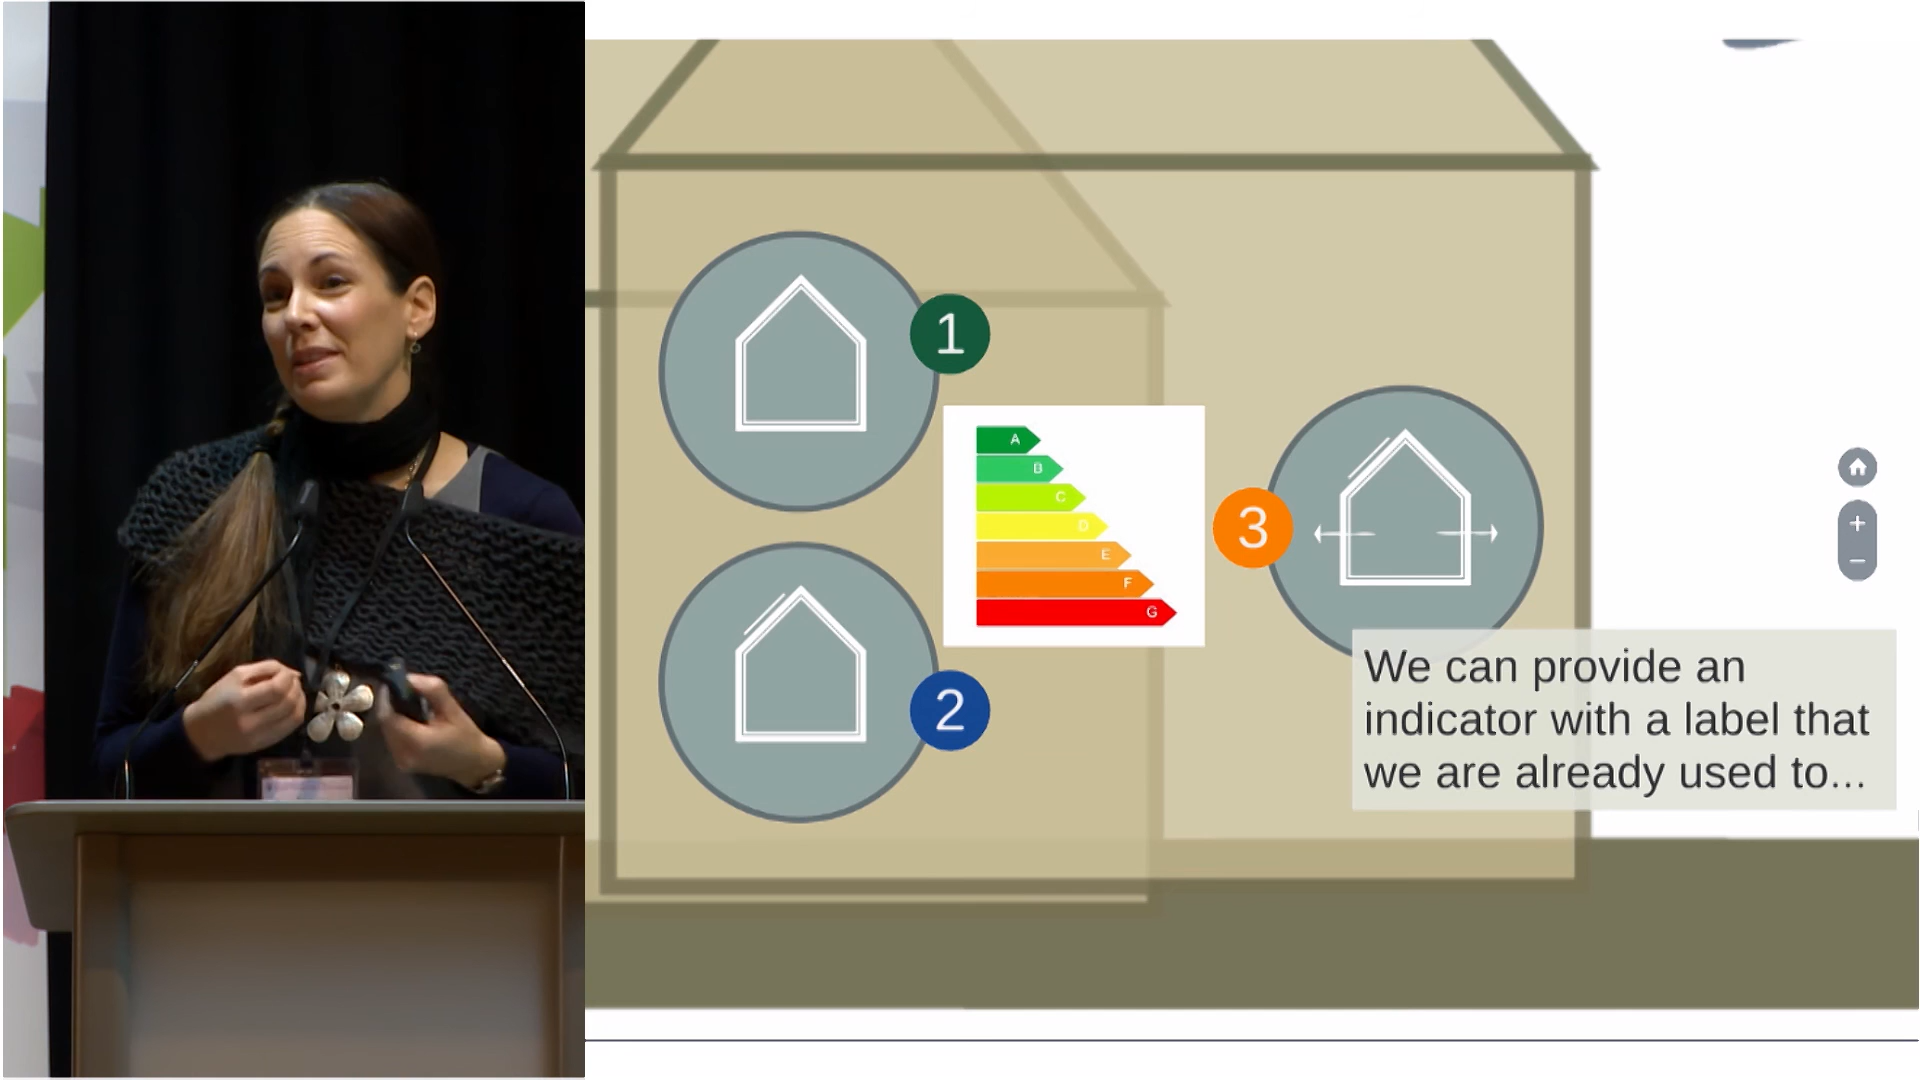 1
A
B
C
D
E
F
G
3
2
We can provide an
indicator with a label that
we are already used to...